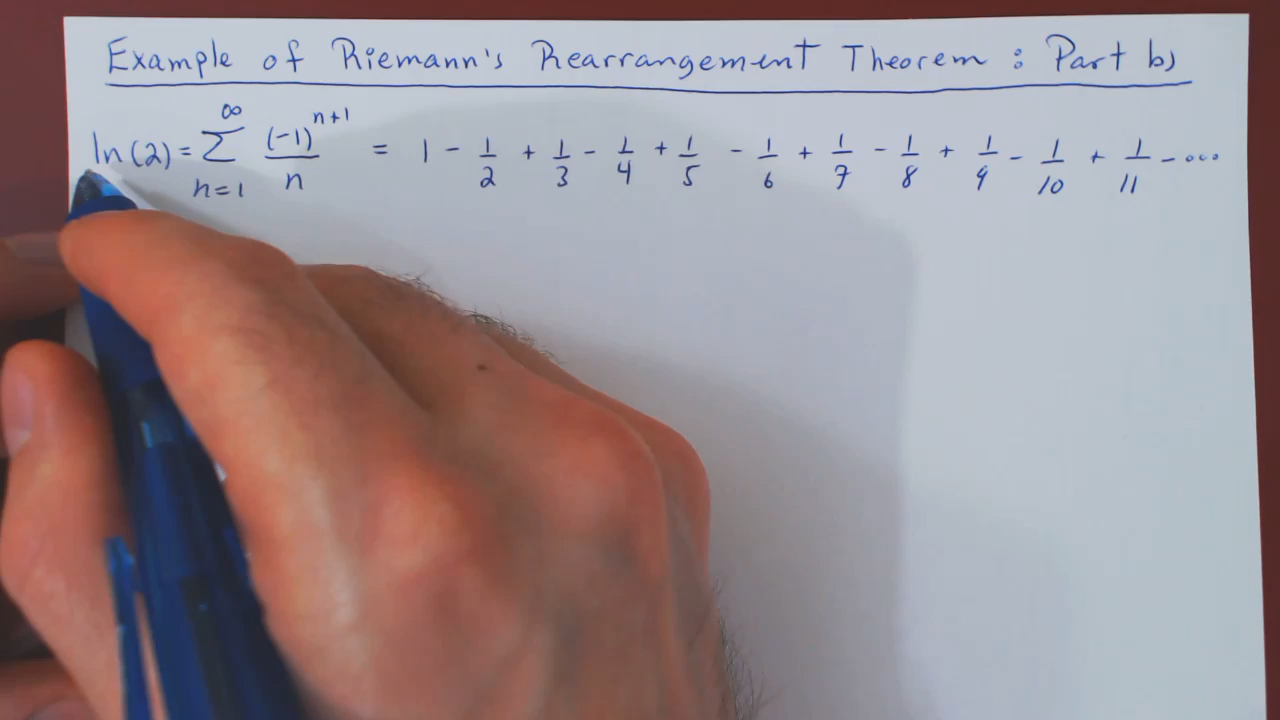 Example of Riemann's Rearrangement Theorem : Part b)
ln(2) = ∞ Σ n=1 (-1)^(n+1) / n = 1 - 1/2 + 1/3 - 1/4 + 1/5 - 1/6 + 1/7 - 1/8 + 1/9 - 1/10 + 1/11 - ...